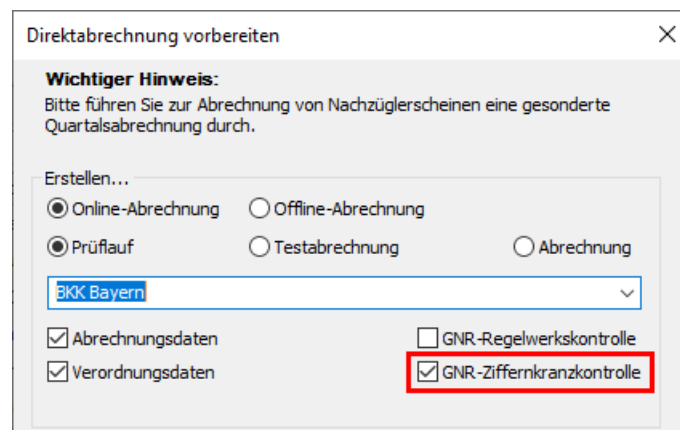 Direktabrechnung vorbereiten
Wichtiger Hinweis:
Bitte führen Sie zur Abrechnung von Nachzüglerscheinen eine gesonderte
Quartalsabrechnung durch.
Erstellen...
Online-Abrechnung Offline-Abrechnung
Prüflauf Testabrechnung Abrechnung
BKK Bayern
Abrechnungsdaten GNR-Regelwerkskontrolle
Verordnungsdaten GNR-Ziffernkranzkontrolle